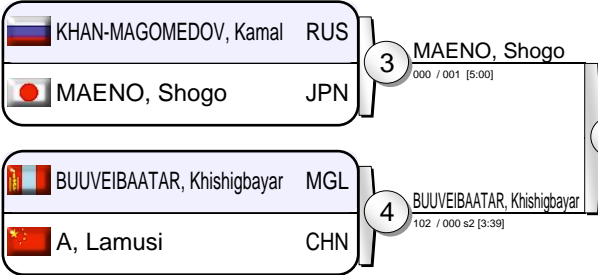 KHAN-MAGOMEDOV, Kamal RUS
MAENO, Shogo JPN
3
MAENO, Shogo
000 / 001 [5:00]
BUUVEIBAATAR, Khishigbayar MGL
A, Lamusi CHN
4
BUUVEIBAATAR, Khishigbayar
102 / 000 s2 [3:39]